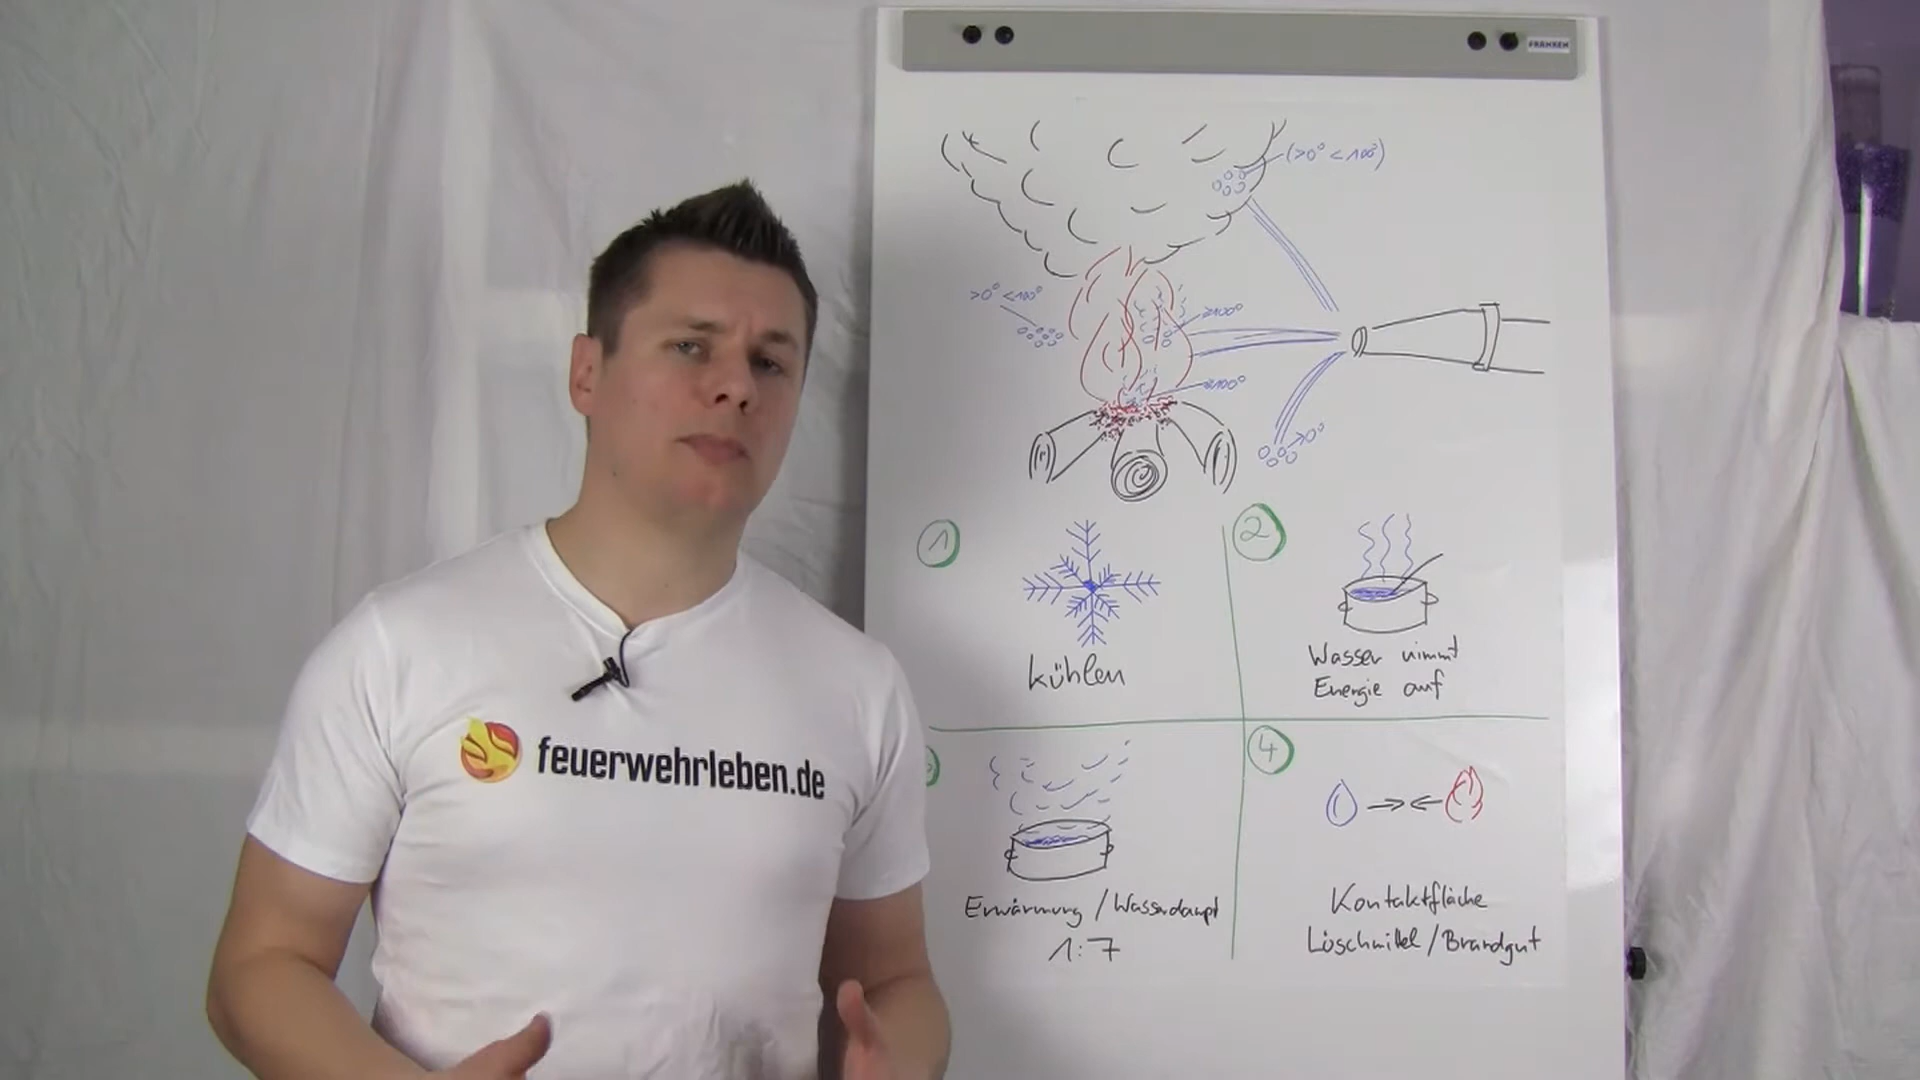 FRANKEN
(>0° <100°)
>0° <100°
≥100°
≥100°
>0°
1
2
kühlen
Wasser nimmt
Energie auf
feuerwehrleben.de
4
Erwärmung / Wasserdampf
1:7
Kontaktfläche
Löschmittel / Brandgut